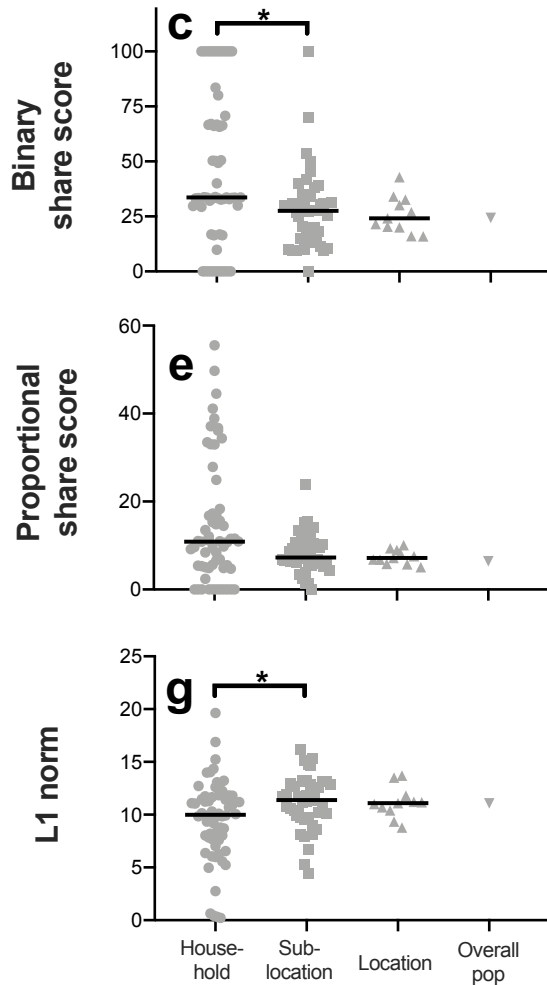 c
*
100
75
50
25
0
Binary
share score
e
60
40
20
0
Proportional
share score
g
*
25
20
15
10
5
0
L1 norm
House-
hold
Sub-
location
Location
Overall
pop